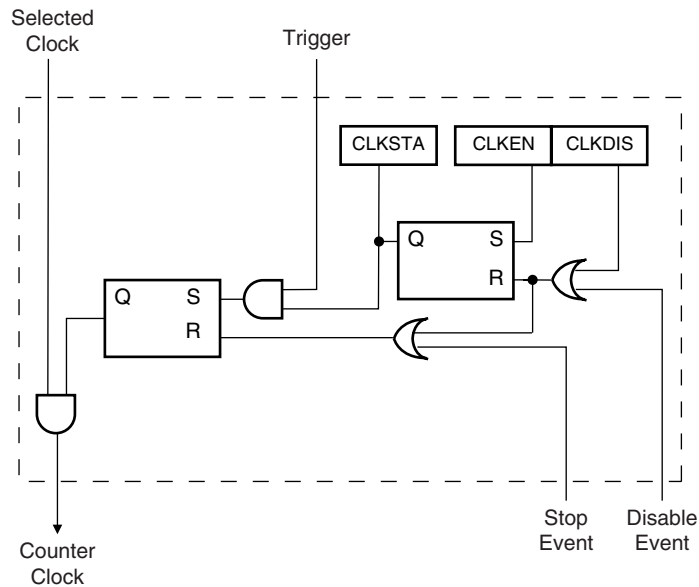 Selected
Clock
Trigger
CLKSTA
CLKEN
CLKDIS
Q
S
R
Q
S
R
Stop
Event
Disable
Event
Counter
Clock